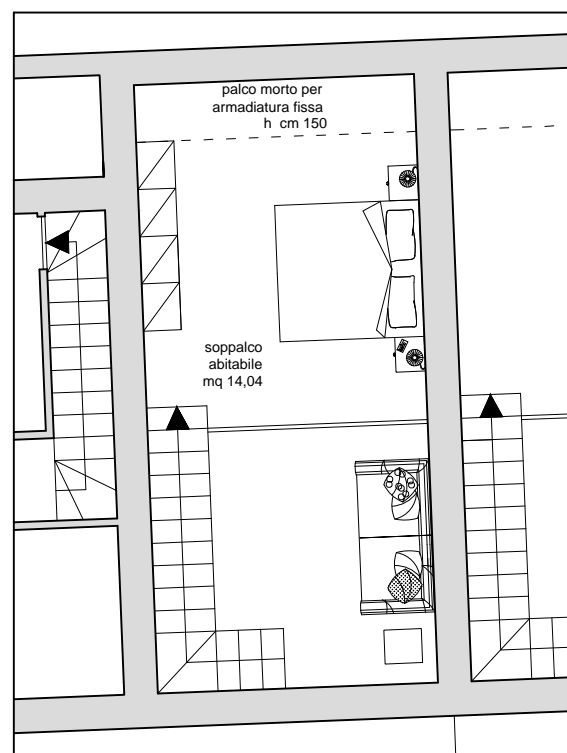 palco morto per
armadiatura fissa
h cm 150
soppalco
abitabile
mq 14,04